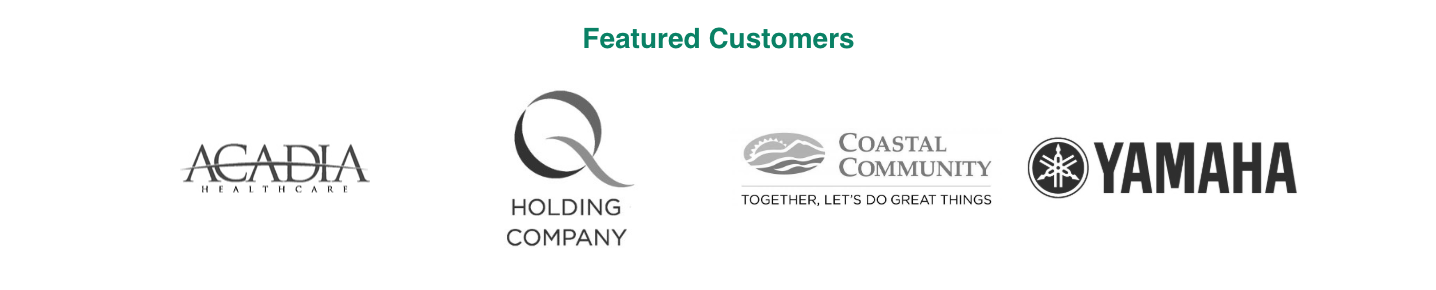 Featured Customers
ACADIA
HEALTHCARE
Q
HOLDING
COMPANY
COASTAL
COMMUNITY
TOGETHER, LET'S DO GREAT THINGS
YAMAHA